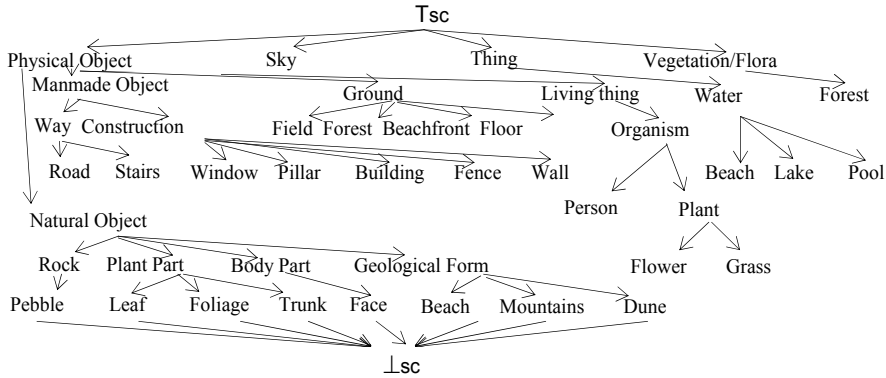 Tsc
Physical Object Sky Thing Vegetation/Flora
Manmade Object Ground Living thing Water Forest
Way Construction Field Forest Beachfront Floor Organism
Road Stairs Window Pillar Building Fence Wall Beach Lake Pool
Person Plant
Natural Object
Rock Plant Part Body Part Geological Form Flower Grass
Pebble Leaf Foliage Trunk Face Beach Mountains Dune
⊥sc